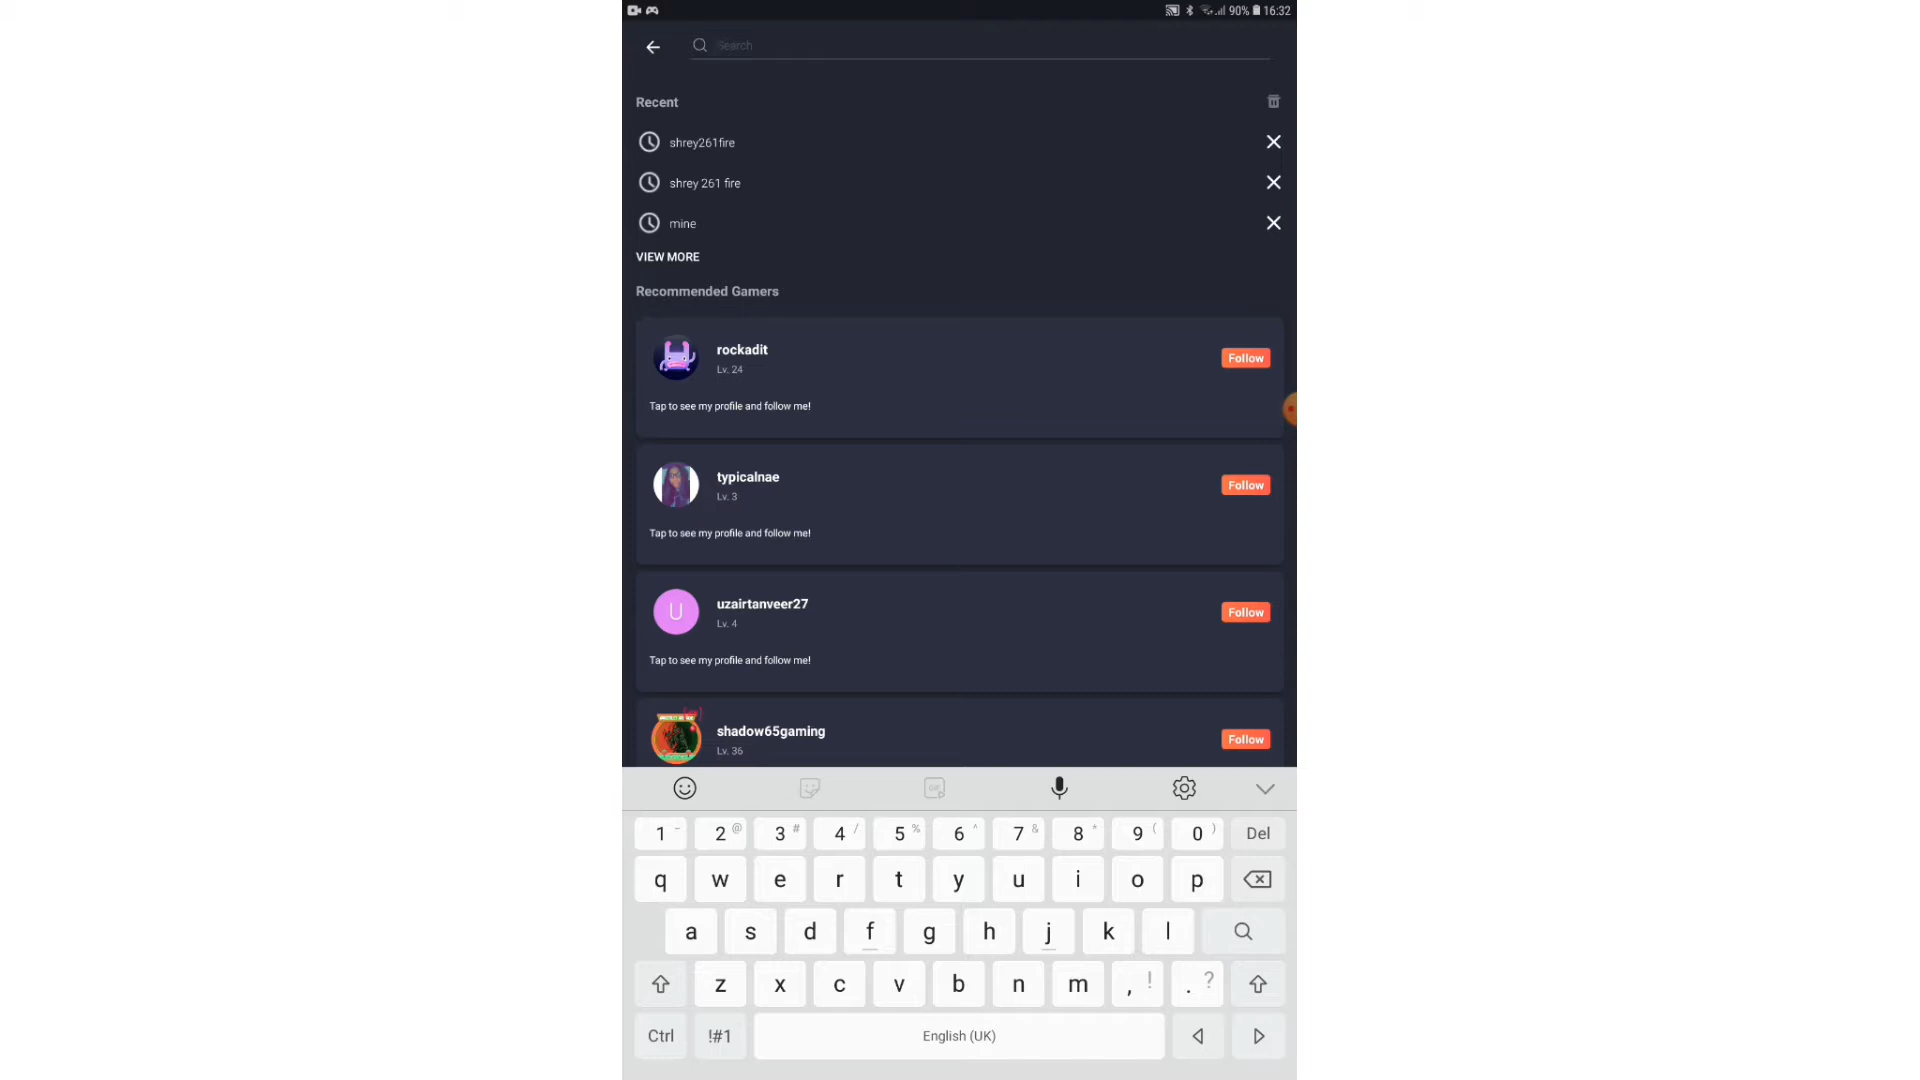 90% 16:32
Search
Recent
shrey261fire
shrey 261 fire
mine
VIEW MORE
Recommended Gamers
rockadit
Lv. 24
Follow
Tap to see my profile and follow me!
typicalnae
Lv. 3
Follow
Tap to see my profile and follow me!
U
uzairtanveer27
Lv. 4
Follow
Tap to see my profile and follow me!
shadow65gaming
Lv. 36
Follow
GIF
1 - 2 @ 3 # 4 / 5 % 6 ^ 7 & 8 * 9 ( 0 ) Del
q w e r t y u i o p
a s d f g h j k l
z x c v b n m , ! . ?
Ctrl !#1 English (UK)